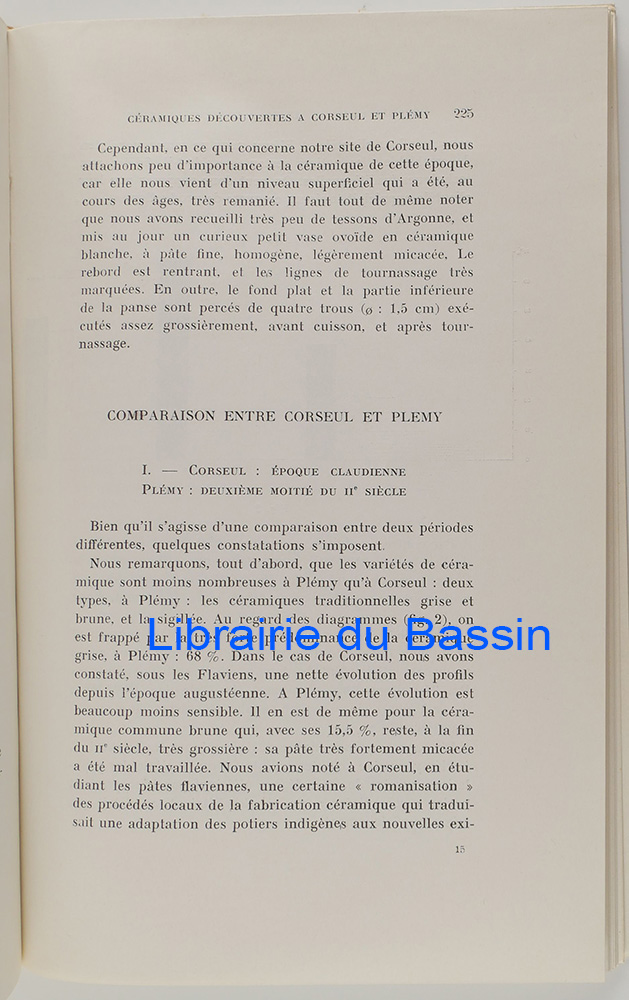 CÉRAMIQUES DÉCOUVERTES A CORSEUL ET PLÉMY 225
Cependant, en ce qui concerne notre site de Corseul, nous
attachons peu d'importance à la céramique de cette époque,
car elle nous vient d'un niveau superficiel qui a été, au
cours des âges, très remanié. Il faut tout de même noter
que nous avons recueilli très peu de tessons d'Argonne, et
mis au jour un curieux petit vase ovoïde en céramique
blanche, à pâte fine, homogène, légèrement micacée. Le
rebord est rentrant, et les lignes de tournassage très
marquées. En outre, le fond plat et la partie inférieure
de la panse sont percés de quatre trous (ø : 1,5 cm) exé-
cutés assez grossièrement, avant cuisson, et après tour-
nassage.
COMPARAISON ENTRE CORSEUL ET PLEMY
I. — CORSEUL : ÉPOQUE CLAUDIENNE
PLÉMY : DEUXIÈME MOITIÉ DU IIe SIÈCLE
Bien qu'il s'agisse d'une comparaison entre deux périodes
différentes, quelques constatations s'imposent.
Nous remarquons, tout d'abord, que les variétés de céra-
mique sont moins nombreuses à Plémy qu'à Corseul : deux
types, à Plémy : les céramiques traditionnelles grise et
brune, et la sigillée. Au regard des diagrammes (fig. 2), on
est frappé par la très forte prédominance de la céramique
Librairie du Bassin
grise, à Plémy : 68 %. Dans le cas de Corseul, nous avons
constaté, sous les Flaviens, une nette évolution des profils
depuis l'époque augustéenne. A Plémy, cette évolution est
beaucoup moins sensible. Il en est de même pour la céra-
mique commune brune qui, avec ses 15,5 %, reste, à la fin
du IIe siècle, très grossière : sa pâte très fortement micacée
a été mal travaillée. Nous avions noté à Corseul, en étu-
diant les pâtes flaviennes, une certaine « romanisation »
des procédés locaux de la fabrication céramique qui tradui-
sait une adaptation des potiers indigènes aux nouvelles exi-
15